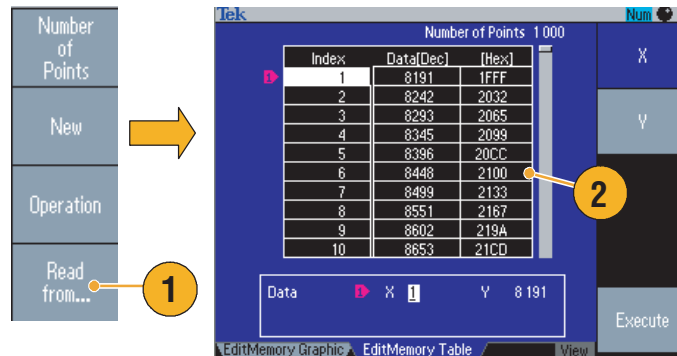 Number
of
Points
New
Operation
Read
from...
1
Tek
Num
Number of Points 1000
Index Data[Dec] [Hex]
1 1 8191 1FFF
2 8242 2032
3 8293 2065
4 8345 2099
5 8396 20CC
6 8448 2100
7 8499 2133
8 8551 2167
9 8602 219A
10 8653 21CD
2
Data 1 X 1 Y 8191
EditMemory Graphic EditMemory Table View
X
Y
Execute